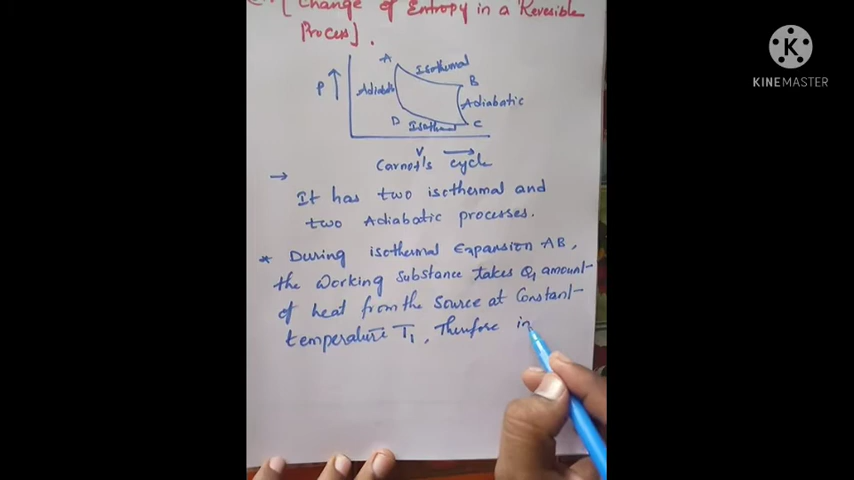 [Change of Entropy in a Revesible
Process].
A
Isothermal
P
B
Adiabatic
D
Isothermal
C
V
Carnot's cycle
It has two isothermal and
two Adiabatic processes.
* During isothermal Expansion AB,
the working substance takes Q1 amount
of heat from the source at Constant
temperature T1, Therefore in
K
KINEMASTER